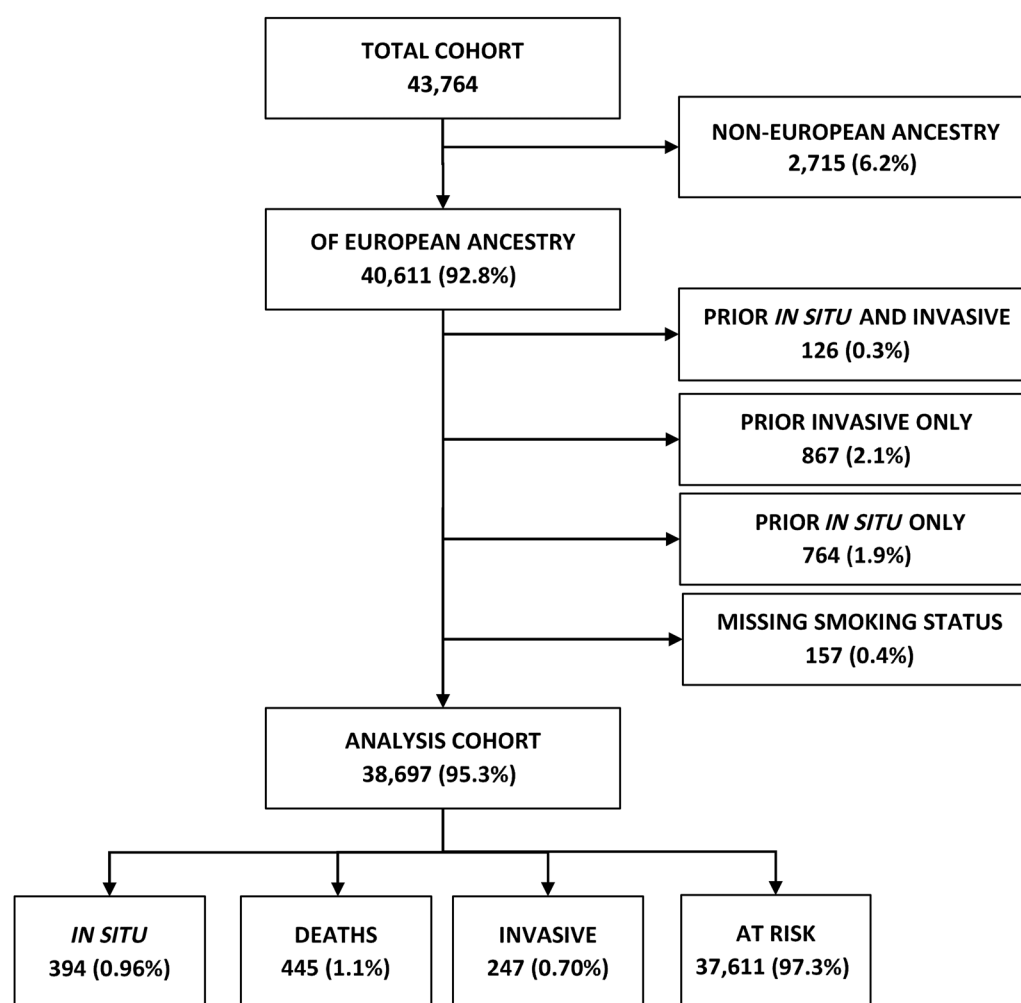 TOTAL COHORT
43,764
NON-EUROPEAN ANCESTRY
2,715 (6.2%)
OF EUROPEAN ANCESTRY
40,611 (92.8%)
PRIOR IN SITU AND INVASIVE
126 (0.3%)
PRIOR INVASIVE ONLY
867 (2.1%)
PRIOR IN SITU ONLY
764 (1.9%)
MISSING SMOKING STATUS
157 (0.4%)
ANALYSIS COHORT
38,697 (95.3%)
IN SITU
394 (0.96%)
DEATHS
445 (1.1%)
INVASIVE
247 (0.70%)
AT RISK
37,611 (97.3%)